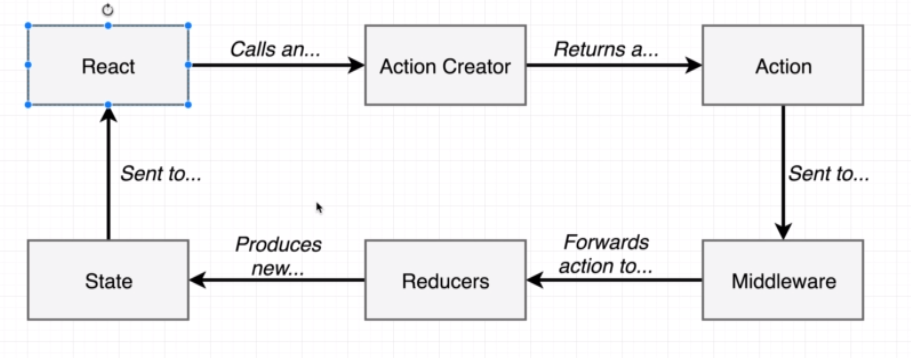 React
Calls an...
Action Creator
Returns a...
Action
Sent to...
Sent to...
State
Produces
new...
Reducers
Forwards
action to...
Middleware